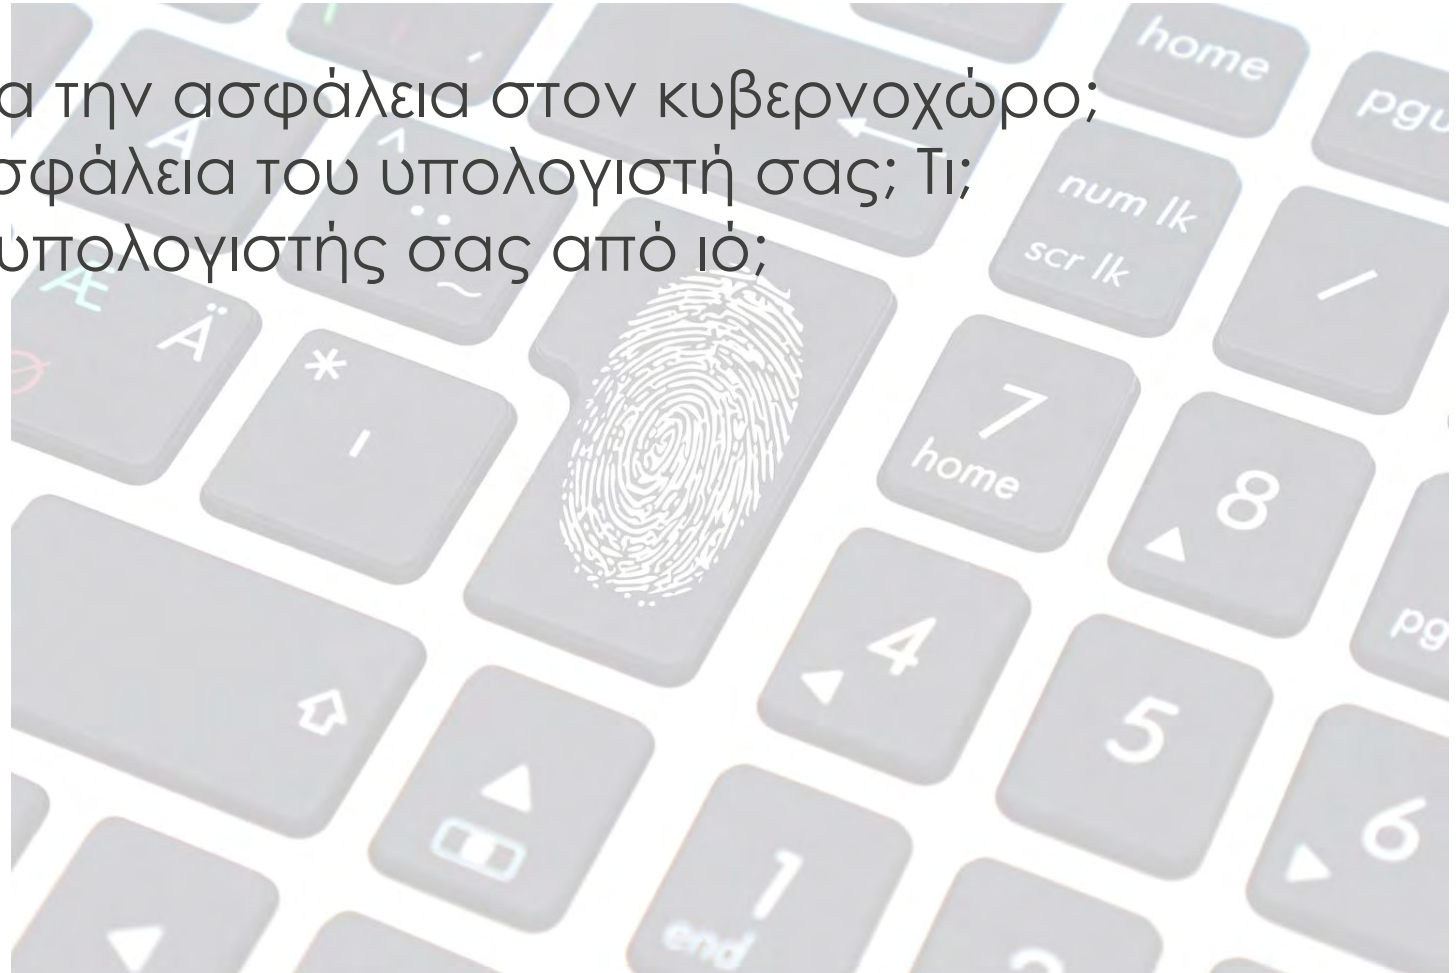 την ασφάλεια στον κυβερνοχώρο;
του υπολογιστή σας; Τι;
υπολογιστής σας από ιό;
home
num lk
scr lk
/
Ä
*
'
7
home
8
4
5
6
1
end